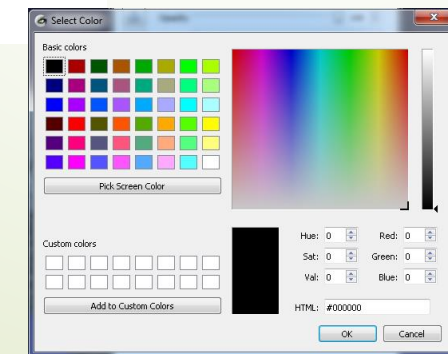 Select Color
Basic colors
Pick Screen Color
Custom colors
Add to Custom Colors
Hue: 0 Red: 0
Sat: 0 Green: 0
Val: 0 Blue: 0
HTML: #000000
OK Cancel